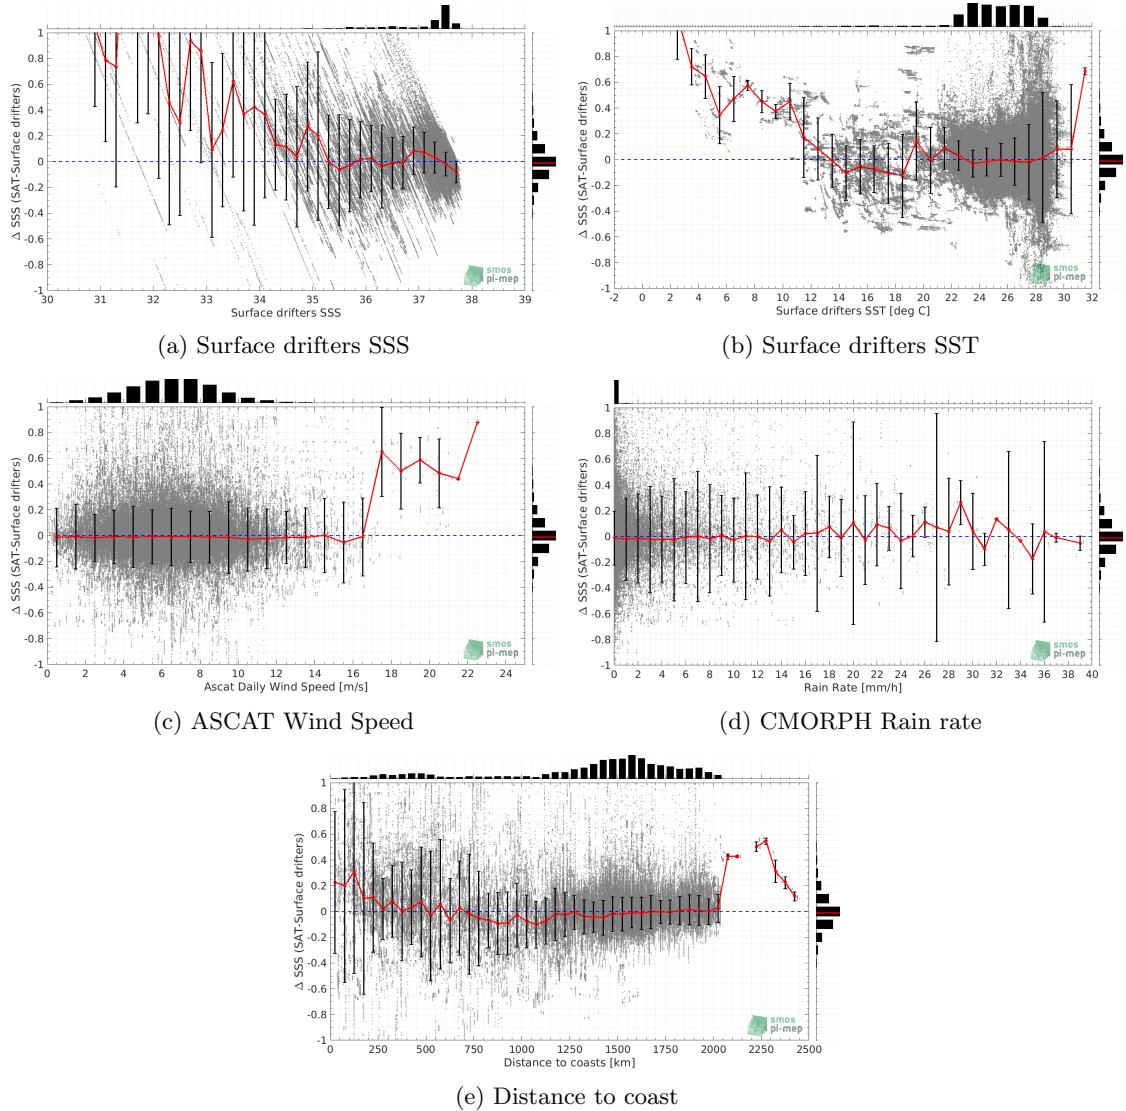 1
0.8
0.6
0.4
0.2
0
-0.2
-0.4
-0.6
-0.8
-1
Δ SSS (SAT-Surface drifters)
30 31 32 33 34 35 36 37 38 39
Surface drifters SSS
smos
pi-mep
(a) Surface drifters SSS
1
0.8
0.6
0.4
0.2
0
-0.2
-0.4
-0.6
-0.8
-1
Δ SSS (SAT-Surface drifters)
-2 0 2 4 6 8 10 12 14 16 18 20 22 24 26 28 30 32
Surface drifters SST [deg C]
smos
pi-mep
(b) Surface drifters SST
1
0.8
0.6
0.4
0.2
0
-0.2
-0.4
-0.6
-0.8
-1
Δ SSS (SAT-Surface drifters)
0 2 4 6 8 10 12 14 16 18 20 22 24
Ascat Daily Wind Speed [m/s]
smos
pi-mep
(c) ASCAT Wind Speed
1
0.8
0.6
0.4
0.2
0
-0.2
-0.4
-0.6
-0.8
-1
Δ SSS (SAT-Surface drifters)
0 2 4 6 8 10 12 14 16 18 20 22 24 26 28 30 32 34 36 38 40
Rain Rate [mm/h]
smos
pi-mep
(d) CMORPH Rain rate
1
0.8
0.6
0.4
0.2
0
-0.2
-0.4
-0.6
-0.8
-1
Δ SSS (SAT-Surface drifters)
0 250 500 750 1000 1250 1500 1750 2000 2250 2500
Distance to coasts [km]
smos
pi-mep
(e) Distance to coast